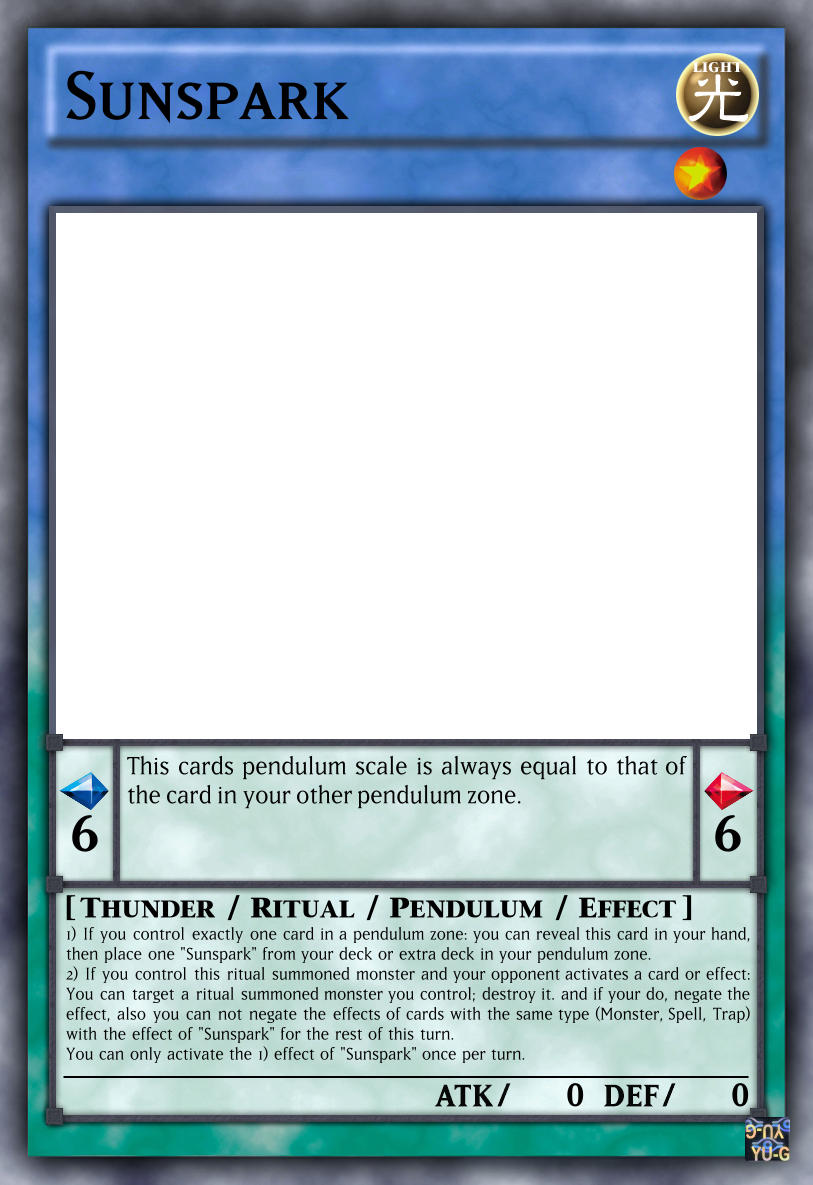 Sunspark
LIGHT
光
This cards pendulum scale is always equal to that of
the card in your other pendulum zone.
6
6
[ Thunder / Ritual / Pendulum / Effect ]
1) If you control exactly one card in a pendulum zone: you can reveal this card in your hand,
then place one "Sunspark" from your deck or extra deck in your pendulum zone.
2) If you control this ritual summoned monster and your opponent activates a card or effect:
You can target a ritual summoned monster you control; destroy it. and if your do, negate the
effect, also you can not negate the effects of cards with the same type (Monster, Spell, Trap)
with the effect of "Sunspark" for the rest of this turn.
You can only activate the 1) effect of "Sunspark" once per turn.
ATK/ 0 DEF/ 0
YU-G
YU-G